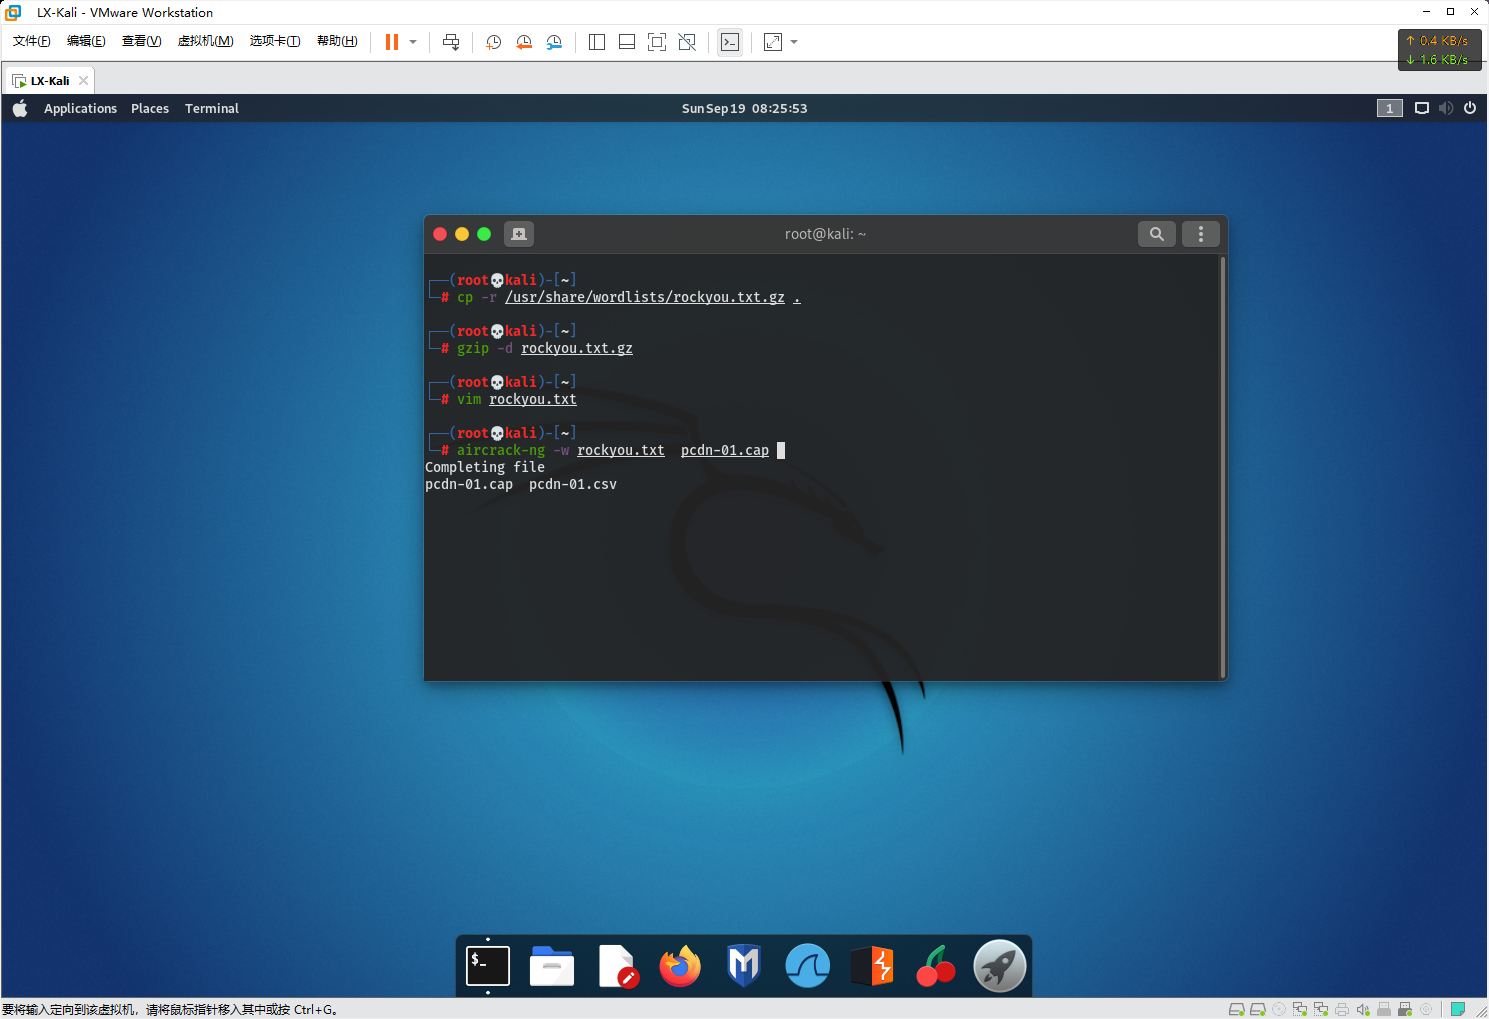 LX-Kali - VMware Workstation
文件(F) 编辑(E) 查看(V) 虚拟机(M) 选项卡(T) 帮助(H)
↑ 0.4 KB/s
↓ 1.6 KB/s
LX-Kali
Applications Places Terminal Sun Sep 19 08:25:53 1
root@kali: ~
┌──(root💀kali)-[~]
└─# cp -r /usr/share/wordlists/rockyou.txt.gz .
┌──(root💀kali)-[~]
└─# gzip -d rockyou.txt.gz
┌──(root💀kali)-[~]
└─# vim rockyou.txt
┌──(root💀kali)-[~]
└─# aircrack-ng -w rockyou.txt  pcdn-01.cap
Completing file
pcdn-01.cap  pcdn-01.csv
$_
要将输入定向到该虚拟机，请将鼠标指针移入其中或按 Ctrl+G。